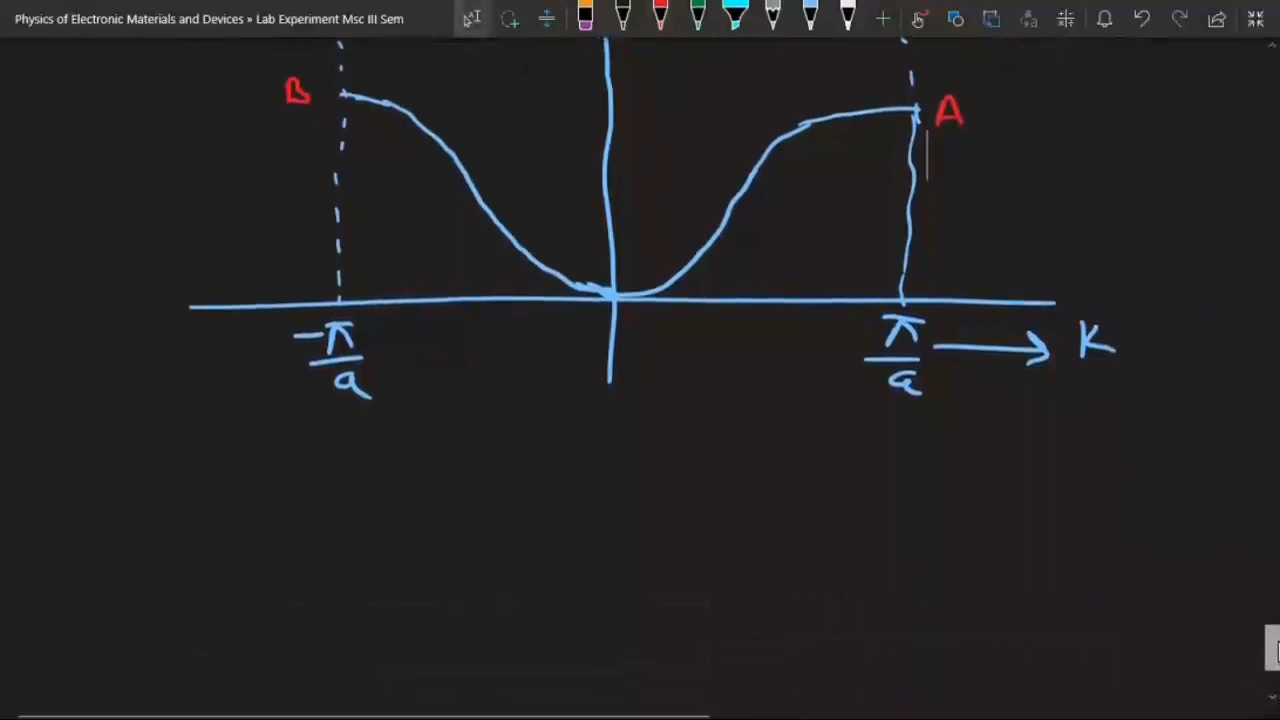 Physics of Electronic Materials and Devices » Lab Experiment Msc III Sem
B
A
-π/a
π/a
K